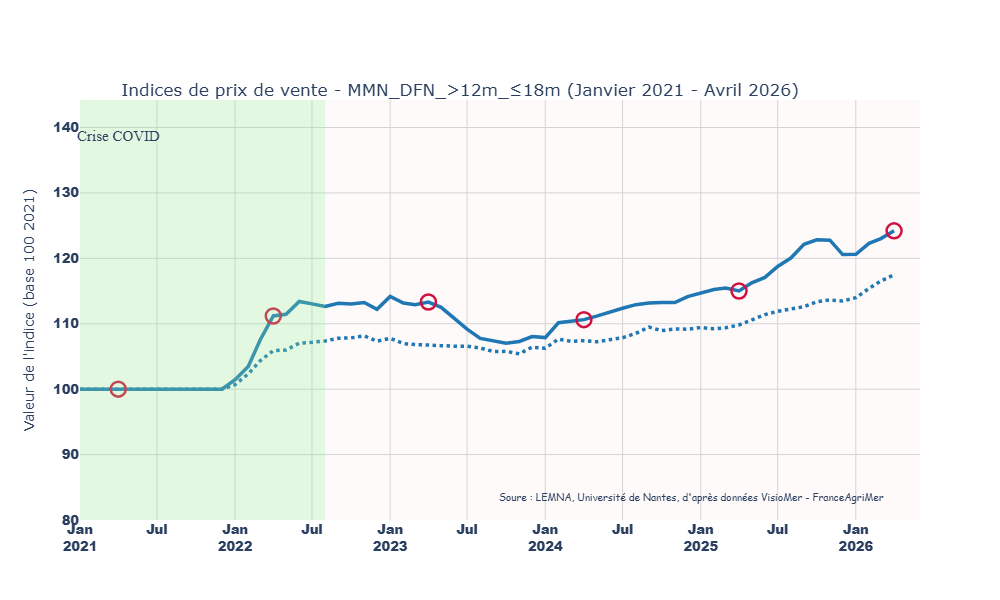 Indices de prix de vente - MMN_DFN_>12m_≤18m (Janvier 2021 - Avril 2026)
Valeur de l'indice (base 100 2021)
140
Crise COVID
130
120
110
100
90
80
Soure : LEMNA, Université de Nantes, d'après données VisioMer - FranceAgriMer
Jan Jul Jan Jul Jan Jul Jan Jul Jan Jul Jan
2021 2022 2023 2024 2025 2026